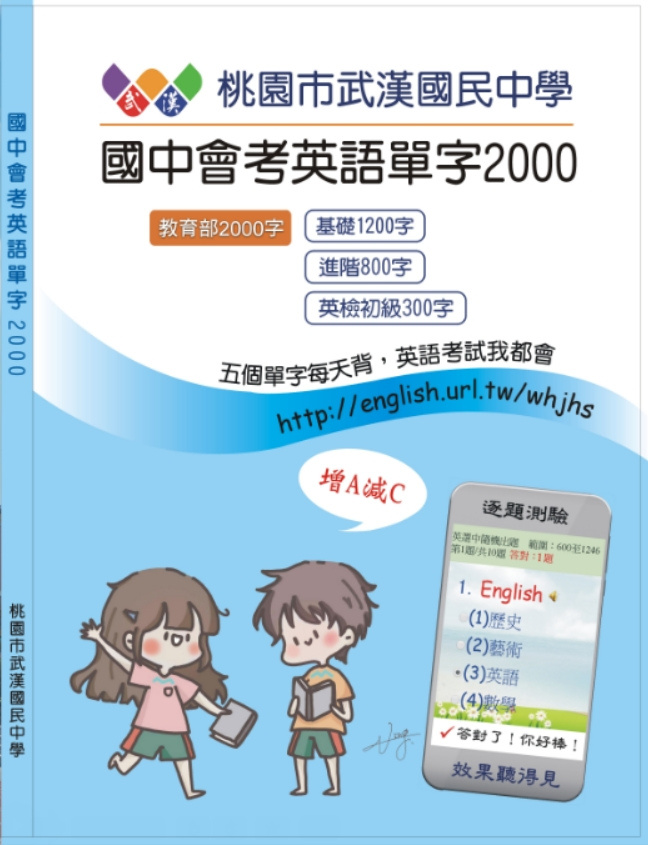 國中會考英語單字2000
桃園市武漢國民中學
武漢
桃園市武漢國民中學
國中會考英語單字2000
教育部2000字
基礎1200字
進階800字
英檢初級300字
五個單字每天背，英語考試我都會
http://english.url.tw/whjhs
增A減C
逐題測驗
英選中隨機出題 範圍：600至1246
第1題/共10題 答對：1題
1. English
(1)歷史
(2)藝術
(3)英語
(4)數學
✓答對了！你好棒！
效果聽得見